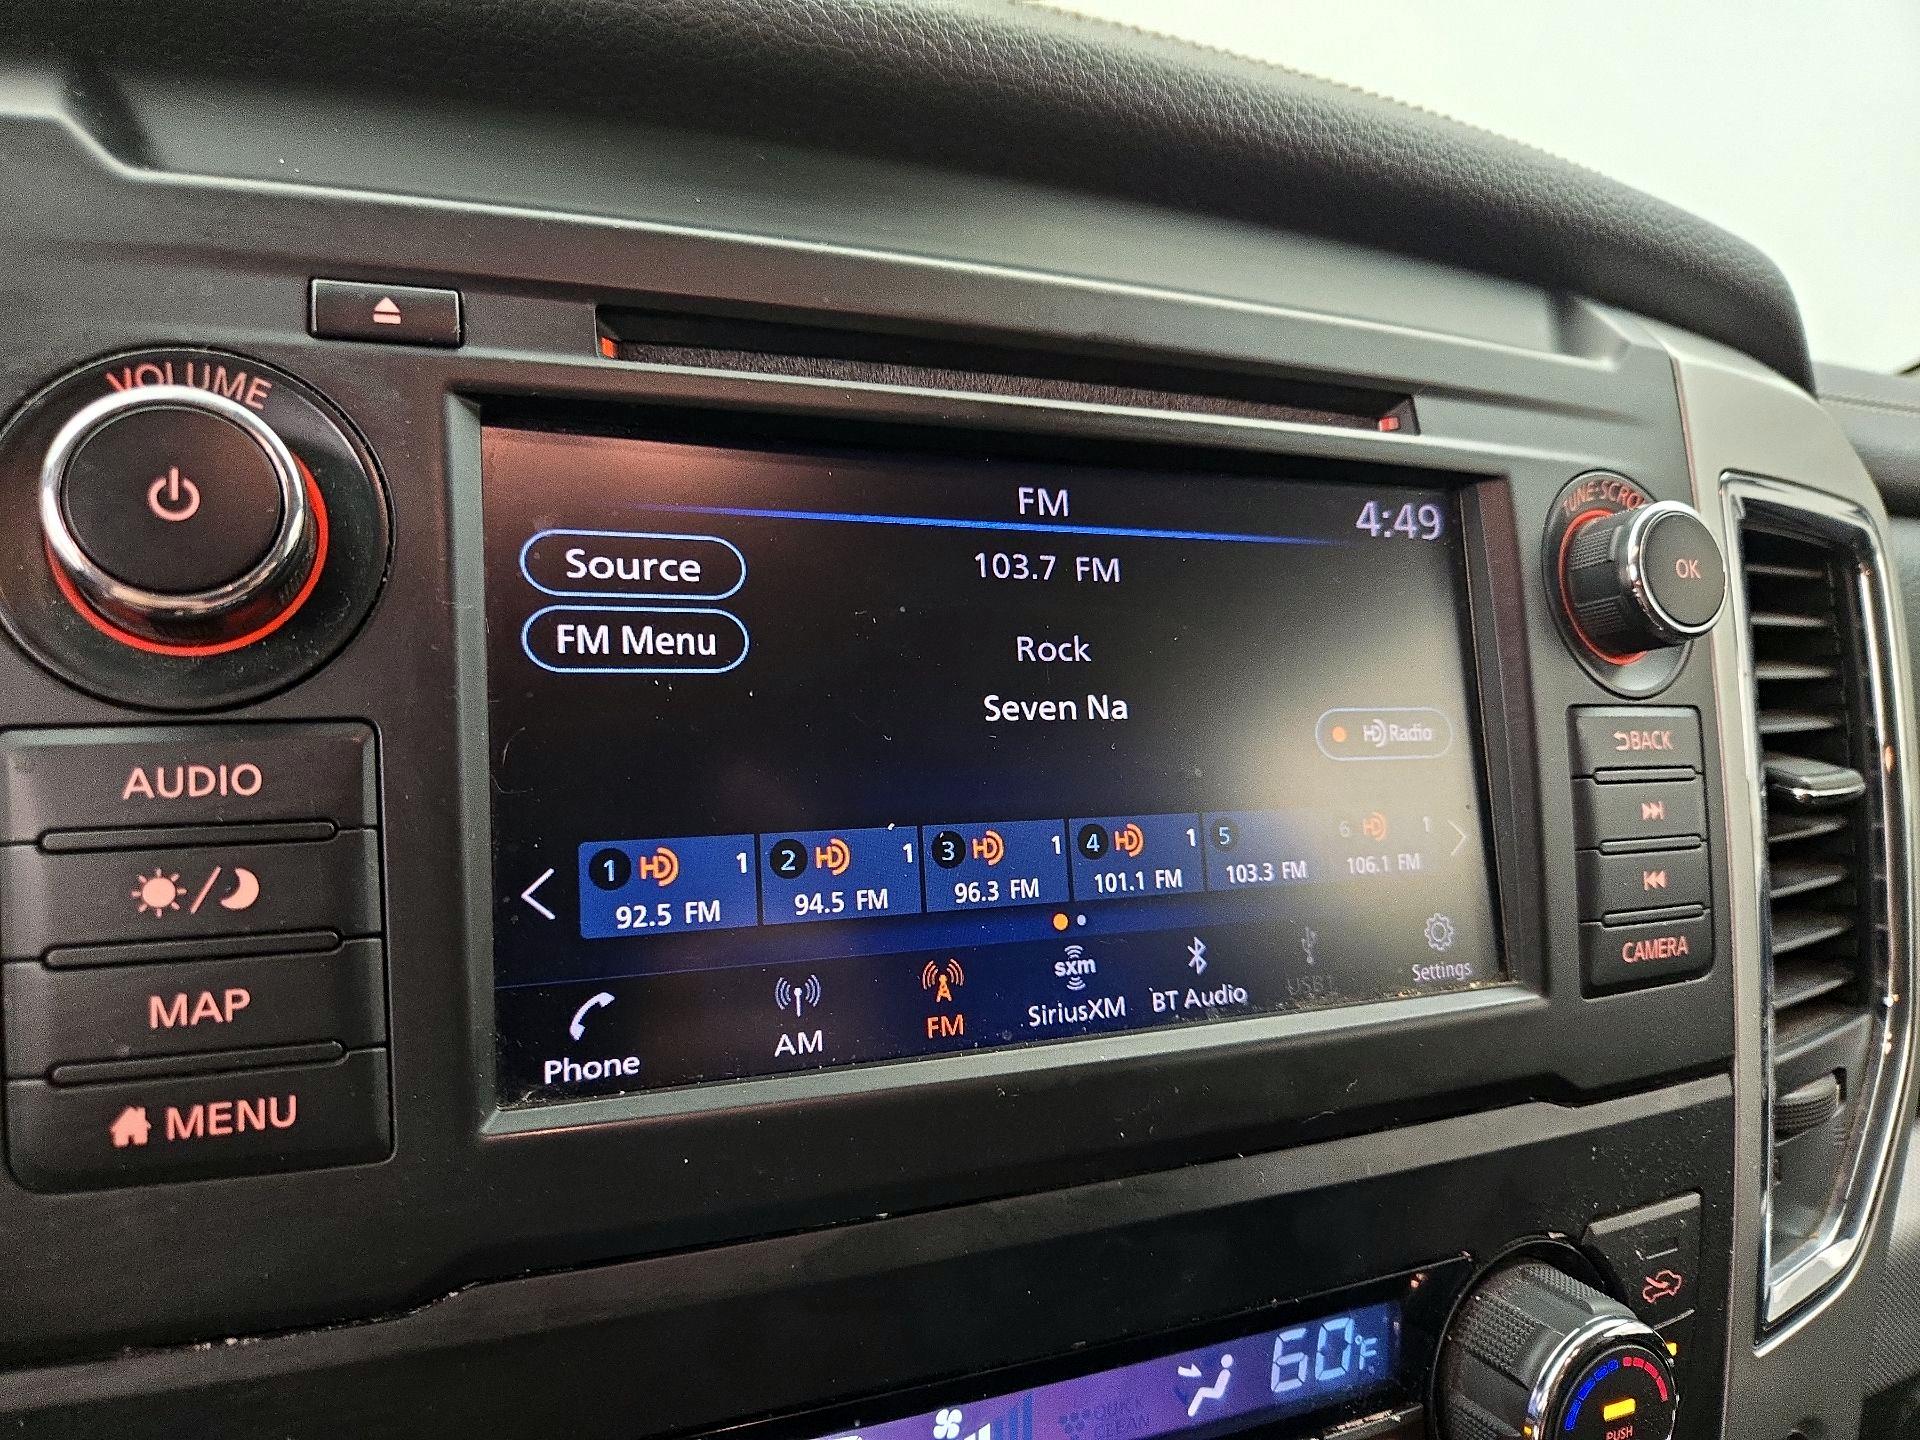 VOLUME
TUNE·SCROLL
OK
FM
4:49
Source
103.7 FM
FM Menu
Rock
Seven Na
HD Radio
AUDIO
MAP
MENU
BACK
CAMERA
1 HD 1
92.5 FM
2 HD 1
94.5 FM
3 HD 1
96.3 FM
4 HD 1
101.1 FM
5
103.3 FM
6 HD 1
106.1 FM
Phone
AM
FM
sxm
SiriusXM
BT Audio
USB1
Settings
60°F
QUICK
CLEAN
PUSH